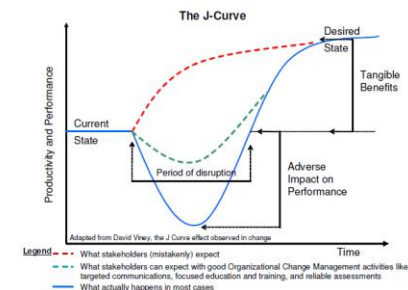 The J-Curve
Desired
State
Productivity and Performance
Tangible
Benefits
Current
State
Period of disruption
Adverse
Impact on
Performance
Adapted from David Viney, the J Curve effect observed in change
Time
Legend
What stakeholders (mistakenly) expect
What stakeholders can expect with good Organizational Change Management activities like
targeted communications, focused education and training, and reliable assessments
What actually happens in most cases